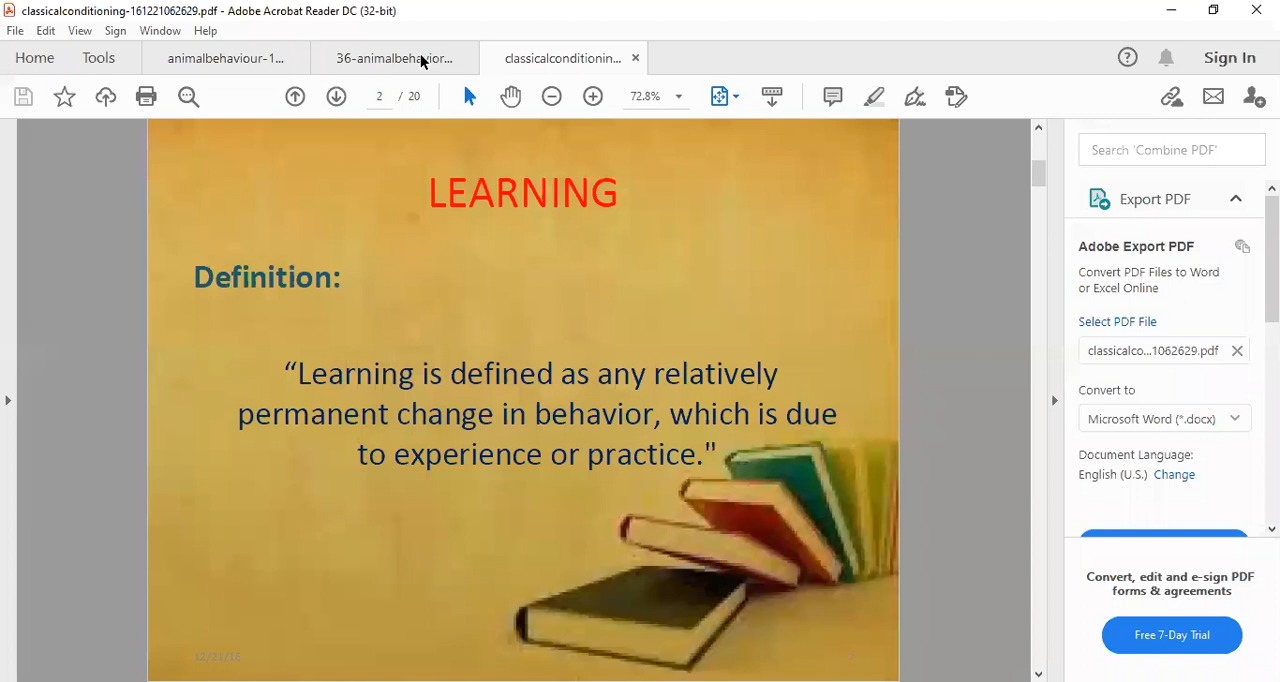 classicalconditioning-161221062629.pdf - Adobe Acrobat Reader DC (32-bit)
File Edit View Sign Window Help
Home Tools animalbehaviour-1... 36-animalbehavior... classicalconditionin...
Sign In
2 / 20 72.8%
LEARNING
Definition:
“Learning is defined as any relatively
permanent change in behavior, which is due
to experience or practice."
12/21/16
Search 'Combine PDF'
Export PDF
Adobe Export PDF
Convert PDF Files to Word
or Excel Online
Select PDF File
classicalco...1062629.pdf
Convert to
Microsoft Word (*.docx)
Document Language:
English (U.S.) Change
Convert, edit and e-sign PDF
forms & agreements
Free 7-Day Trial